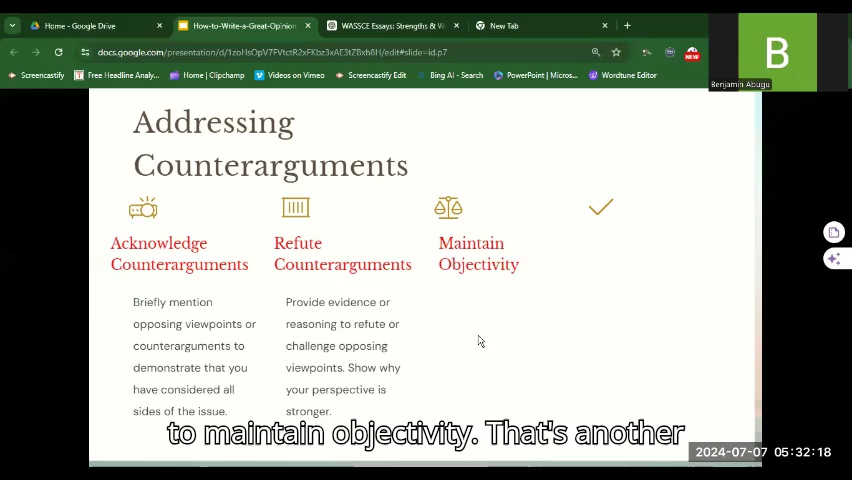 Home - Google Drive
How-to-Write-a-Great-Opinion
WASSCE Essays: Strengths & W
New Tab
docs.google.com/presentation/d/1zoHsOpV7FVtctR2xFKbz3xAE3tZBxh8H/edit#slide=id.p7
NEW
Screencastify
Free Headline Analy...
Home | Clipchamp
Videos on Vimeo
Screencastify Edit
Bing AI - Search
PowerPoint | Micros...
Wordtune Editor
B
Benjamin Abugu
Addressing
Counterarguments
Acknowledge
Counterarguments
Briefly mention
opposing viewpoints or
counterarguments to
demonstrate that you
have considered all
sides of the issue.
Refute
Counterarguments
Provide evidence or
reasoning to refute or
challenge opposing
viewpoints. Show why
your perspective is
stronger.
Maintain
Objectivity
to maintain objectivity. That's another
2024-07-07 05:32:18